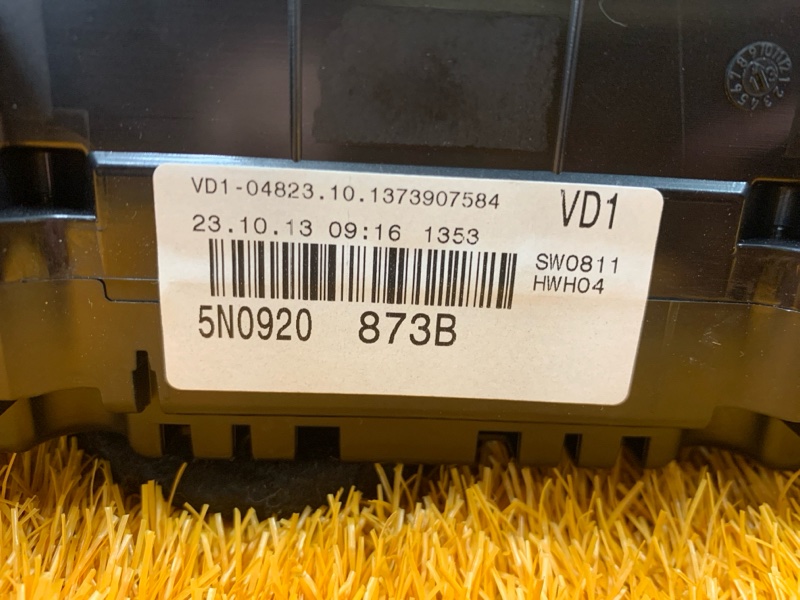 VD1-04823.10.1373907584
VD1
23.10.13 09:16 1353
SW0811
HWH04
5N0920 873B